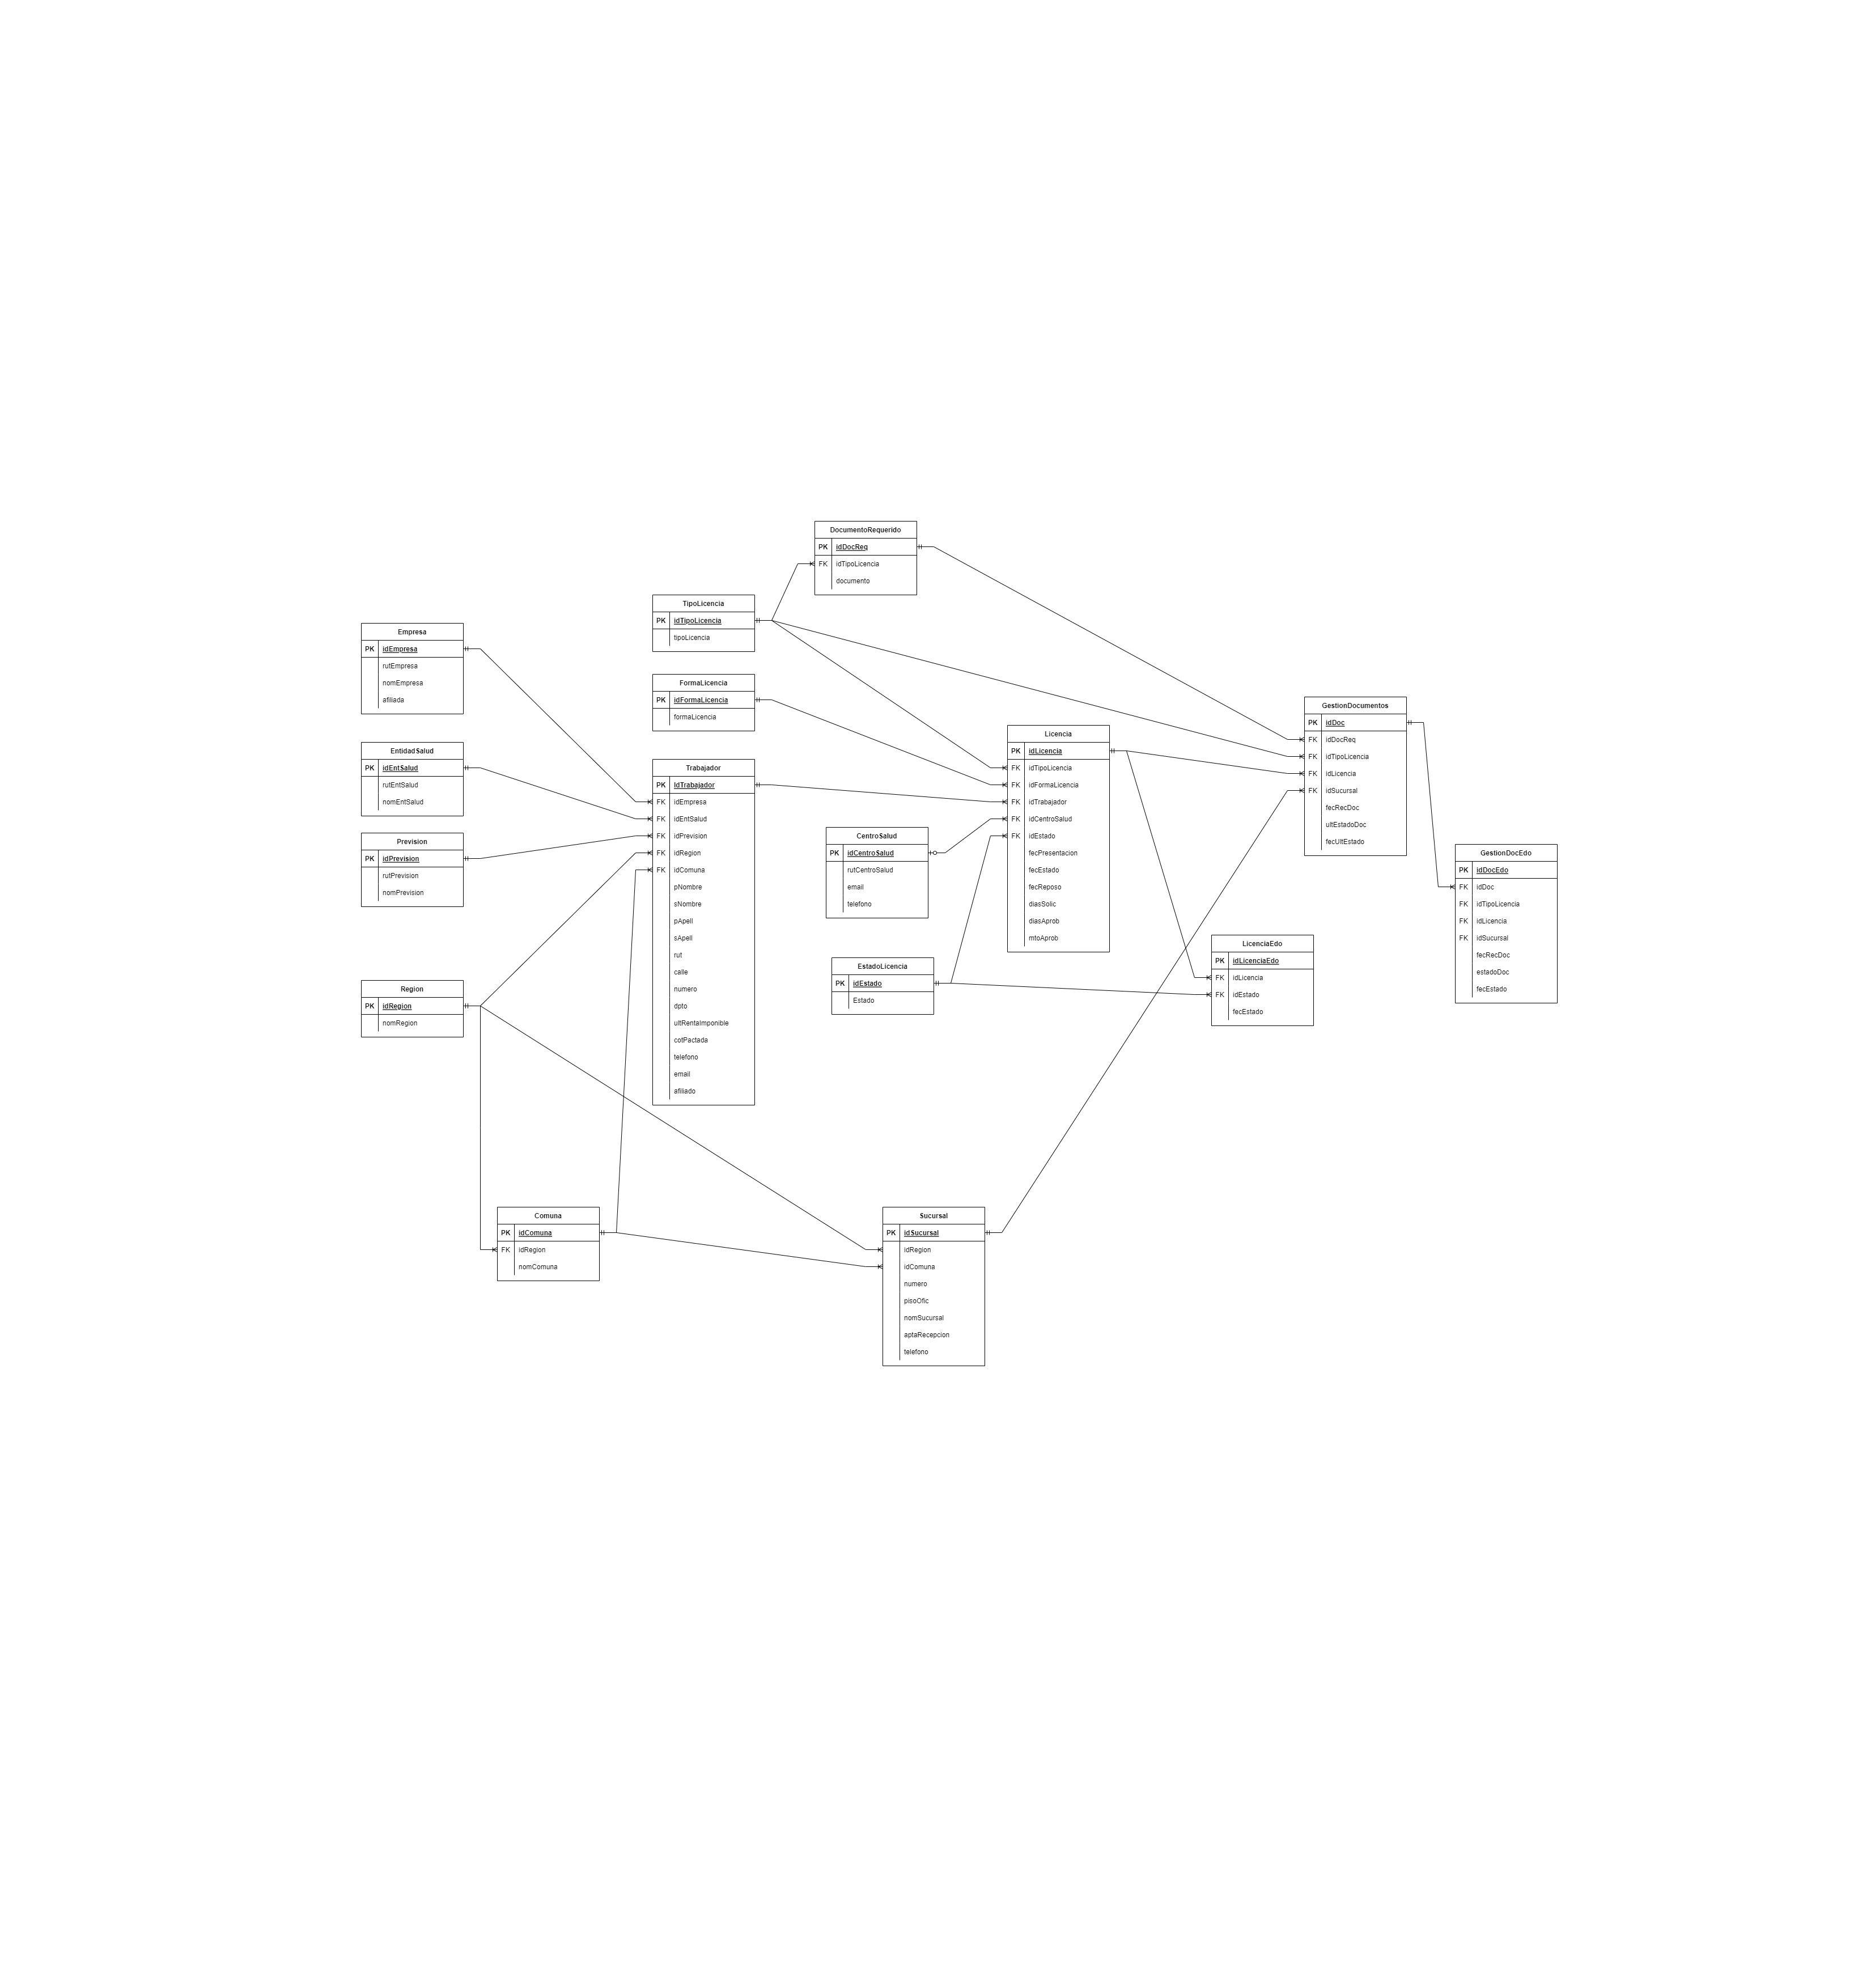 DocumentoRequerido
PK idDocReq
FK idTipoLicencia
documento
TipoLicencia
PK idTipoLicencia
tipoLicencia
Empresa
PK idEmpresa
rutEmpresa
nomEmpresa
afiliada
FormaLicencia
PK idFormaLicencia
formaLicencia
GestionDocumentos
PK idDoc
FK idDocReq
FK idTipoLicencia
FK idLicencia
FK idSucursal
fecRecDoc
ultEstadoDoc
fecUltEstado
Licencia
PK idLicencia
FK idTipoLicencia
FK idFormaLicencia
FK idTrabajador
FK idCentroSalud
FK idEstado
fecPresentacion
fecEstado
fecReposo
diasSolic
diasAprob
mtoAprob
EntidadSalud
PK idEntSalud
rutEntSalud
nomEntSalud
Trabajador
PK IdTrabajador
FK idEmpresa
FK idEntSalud
FK idPrevision
FK idRegion
FK idComuna
pNombre
sNombre
pApell
sApell
rut
calle
numero
dpto
ultRentaImponible
cotPactada
telefono
email
afiliado
CentroSalud
PK idCentroSalud
rutCentroSalud
email
telefono
Prevision
PK idPrevision
rutPrevision
nomPrevision
GestionDocEdo
PK idDocEdo
FK idDoc
FK idTipoLicencia
FK idLicencia
FK idSucursal
fecRecDoc
estadoDoc
fecEstado
LicenciaEdo
PK idLicenciaEdo
FK idLicencia
FK idEstado
fecEstado
EstadoLicencia
PK idEstado
Estado
Region
PK idRegion
nomRegion
Comuna
PK idComuna
FK idRegion
nomComuna
Sucursal
PK idSucursal
idRegion
idComuna
numero
pisoOfic
nomSucursal
aptaRecepcion
telefono